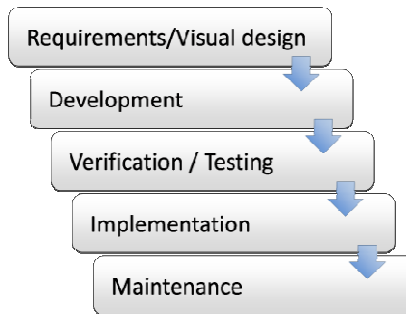 Requirements/Visual design
Development
Verification / Testing
Implementation
Maintenance